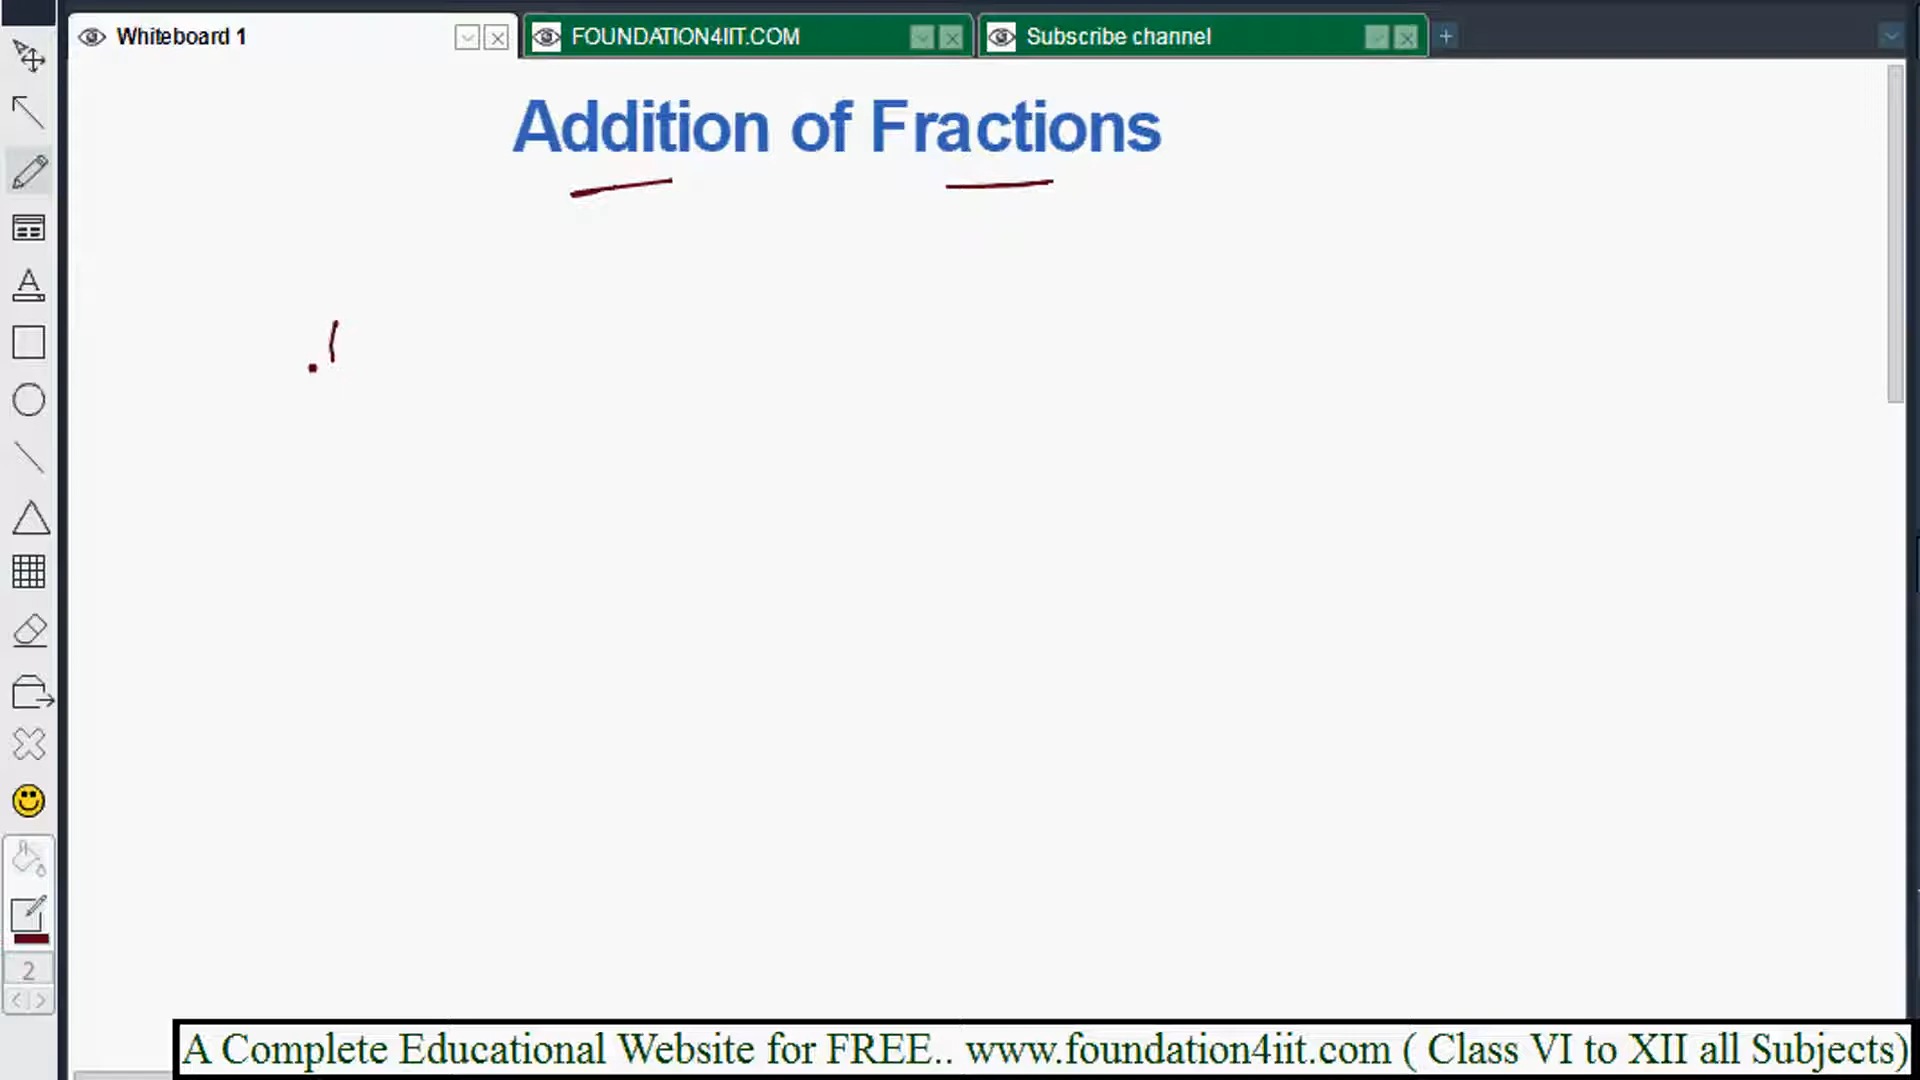 Whiteboard 1
FOUNDATION4IIT.COM
Subscribe channel
Addition of Fractions
2
A Complete Educational Website for FREE.. www.foundation4iit.com ( Class VI to XII all Subjects)